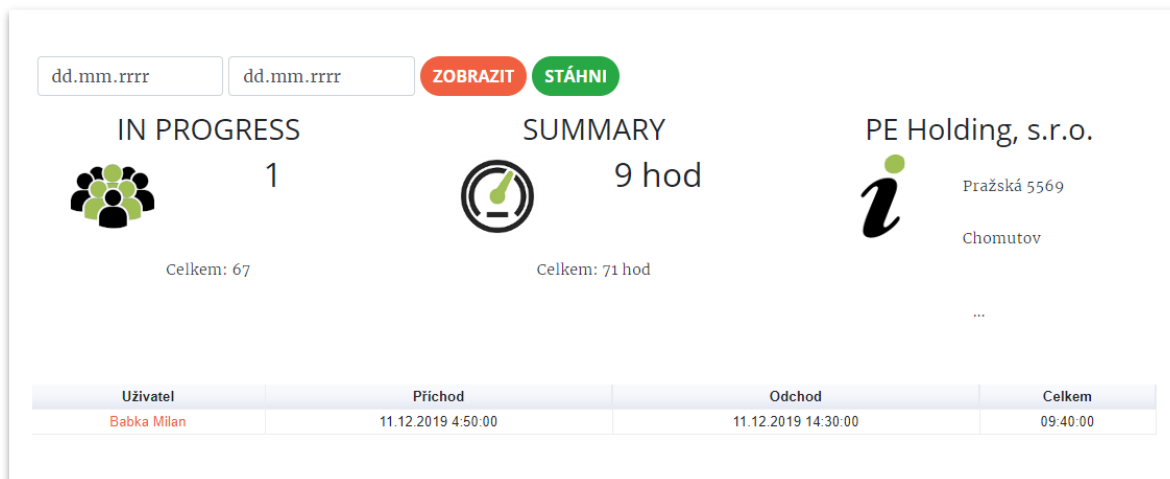 dd.mm.rrrr dd.mm.rrrr ZOBRAZIT STÁHNI
IN PROGRESS SUMMARY PE Holding, s.r.o.
1 9 hod
Pražská 5569
Chomutov
Celkem: 67 Celkem: 71 hod
...
Uživatel Příchod Odchod Celkem
Babka Milan 11.12.2019 4:50:00 11.12.2019 14:30:00 09:40:00